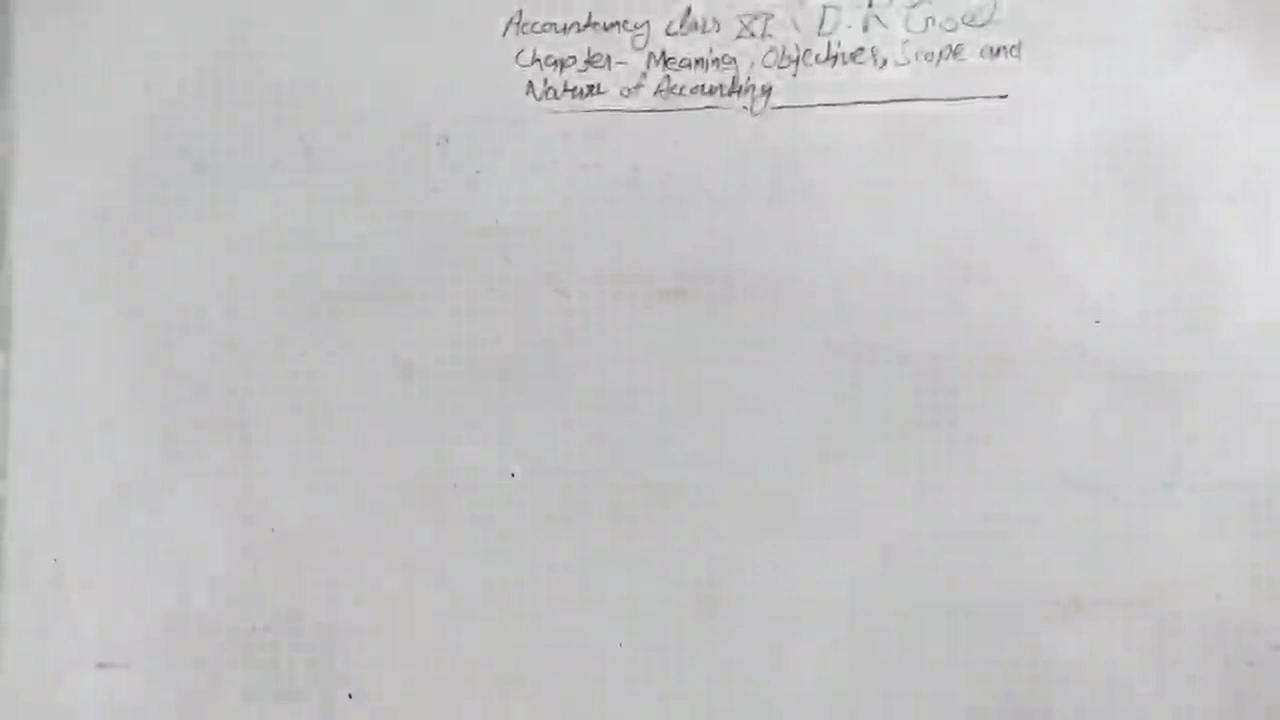 Accountancy class XI (D.K Goel)
Chapter- Meaning, Objectives, Scope and
Nature of Accounting